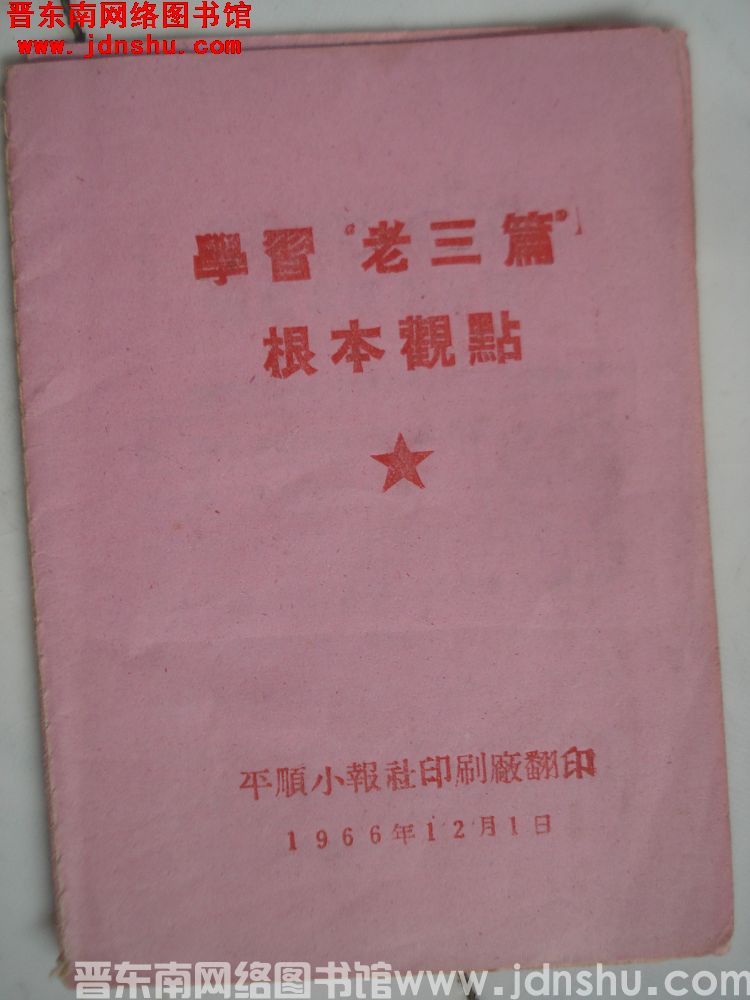 晋东南网络图书馆
www.jdnshu.com
學習“老三篇”
根本觀點
平順小報社印刷廠翻印
1966年12月1日
晋东南网络图书馆www.jdnshu.com